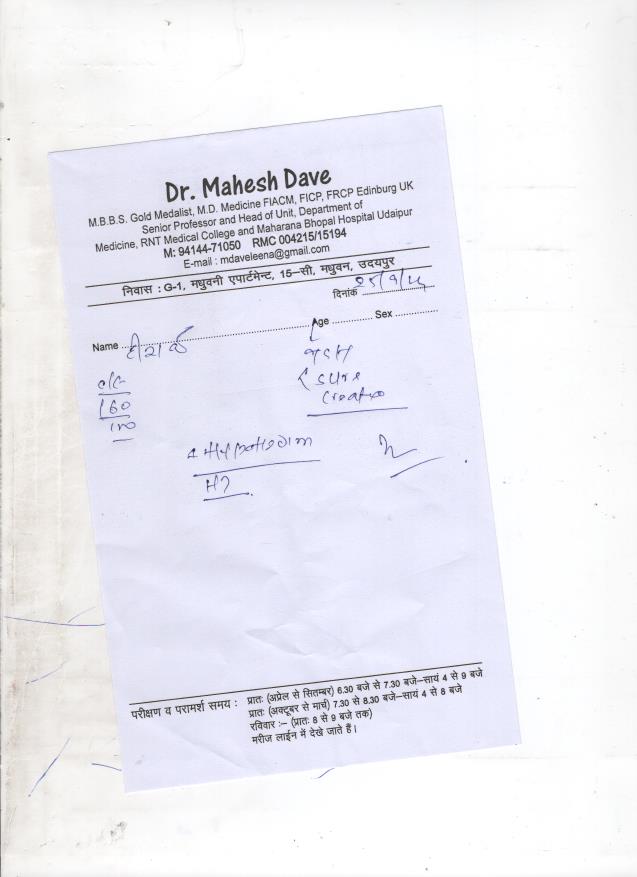 Dr. Mahesh Dave
M.B.B.S. Gold Medalist, M.D. Medicine FIACM, FICP, FRCP Edinburg UK
Senior Professor and Head of Unit, Department of
Medicine, RNT Medical College and Maharana Bhopal Hospital Udaipur
M: 94144-71050 RMC 004215/15194
E-mail : mdaveleena@gmail.com
निवास : G-1, मधुवनी एपार्टमेन्ट, 15–सी, मधुवन, उदयपुर
दिनांक
Name Age Sex
160
100
परीक्षण व परामर्श समय : प्रातः (अप्रेल से सितम्बर) 6.30 बजे से 7.30 बजे–सायं 4 से 9 बजे
प्रातः (अक्टूबर से मार्च) 7.30 से 8.30 बजे–सायं 4 से 8 बजे
रविवार :– (प्रातः 8 से 9 बजे तक)
मरीज लाईन में देखे जाते हैं।